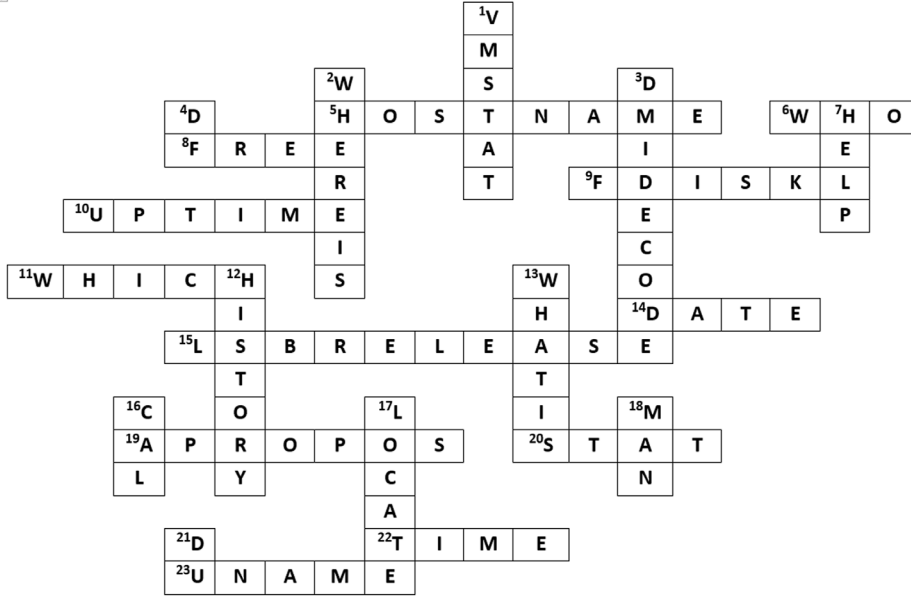 1V
M
2W S 3D
4D 5H O S T N A M E 6W 7H O
8F R E E A I E
R T 9F D I S K L
10U P T I M E E P
I C
11W H I C 12H S 13W O
I H 14D A T E
15L S B R E L E A S E
T T
16C O 17L I 18M
19A P R O P O S 20S T A T
L Y C N
A
21D 22T I M E
23U N A M E